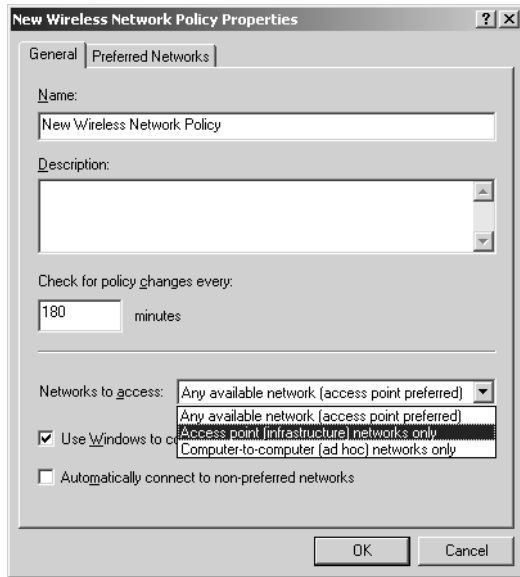 New Wireless Network Policy Properties
General Preferred Networks
Name:
New Wireless Network Policy
Description:
Check for policy changes every:
180 minutes
Networks to access: Any available network (access point preferred)
Any available network (access point preferred)
Access point (infrastructure) networks only
Use Windows to
Computer-to-computer (ad hoc) networks only
Automatically connect to non-preferred networks
OK Cancel